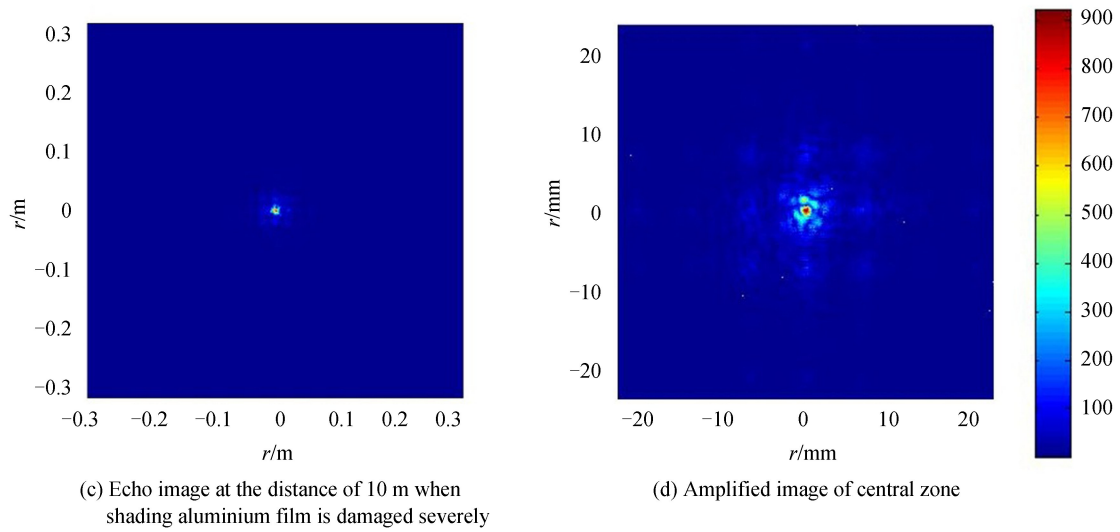 0.3
0.2
0.1
0
−0.1
−0.2
−0.3
r/m
−0.3 −0.2 −0.1 0 0.1 0.2 0.3
r/m
(c) Echo image at the distance of 10 m when
shading aluminium film is damaged severely
20
10
0
−10
−20
r/mm
−20 −10 0 10 20
r/mm
(d) Amplified image of central zone
900
800
700
600
500
400
300
200
100